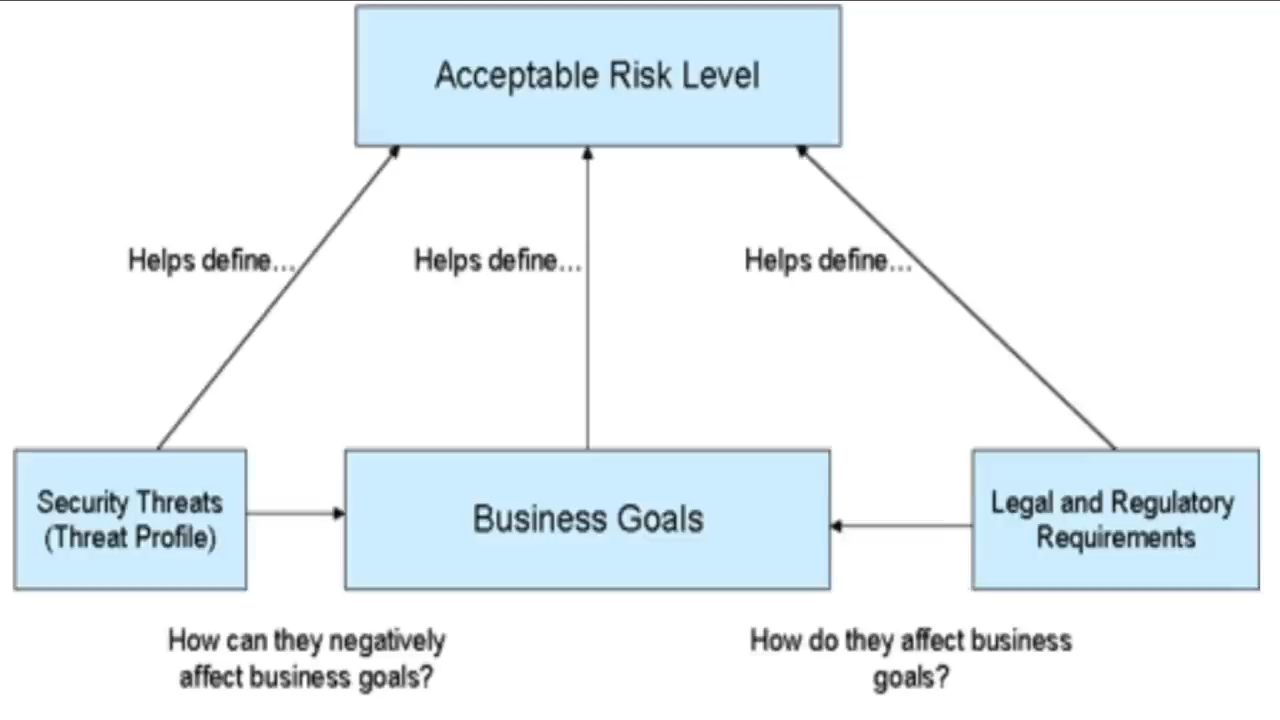 Acceptable Risk Level
Helps define...
Helps define...
Helps define...
Security Threats
(Threat Profile)
Business Goals
Legal and Regulatory
Requirements
How can they negatively
affect business goals?
How do they affect business
goals?